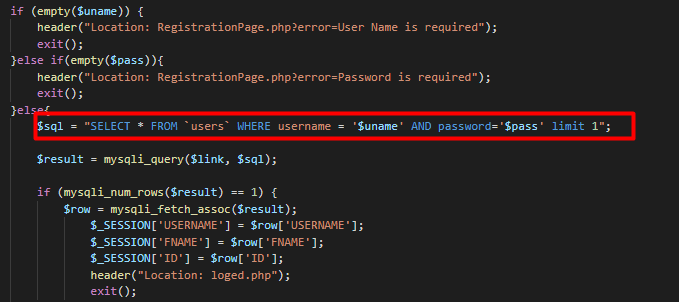 if (empty($uname)) {
header("Location: RegistrationPage.php?error=User Name is required");
exit();
}else if(empty($pass)){
header("Location: RegistrationPage.php?error=Password is required");
exit();
}else{
$sql = "SELECT * FROM `users` WHERE username = '$uname' AND password='$pass' limit 1";
$result = mysqli_query($link, $sql);
if (mysqli_num_rows($result) == 1) {
$row = mysqli_fetch_assoc($result);
$_SESSION['USERNAME'] = $row['USERNAME'];
$_SESSION['FNAME'] = $row['FNAME'];
$_SESSION['ID'] = $row['ID'];
header("Location: loged.php");
exit();